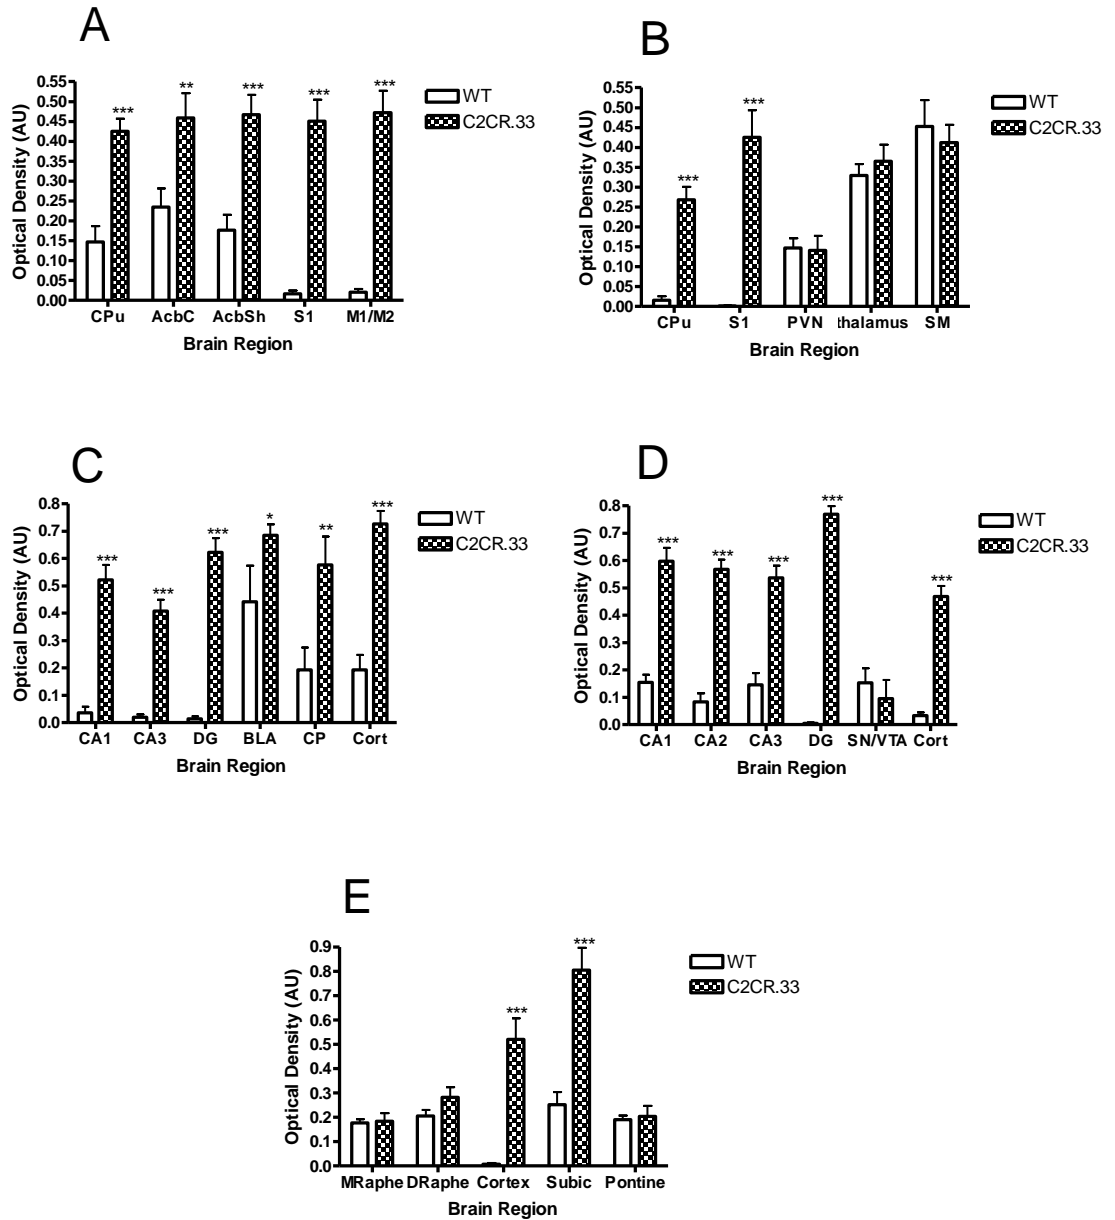 A
Optical Density (AU)
0.55
0.50
0.45
0.40
0.35
0.30
0.25
0.20
0.15
0.10
0.05
0.00
*** ** *** *** ***
CPu AcbC AcbSh S1 M1/M2
Brain Region
WT
C2CR.33
B
Optical Density (AU)
0.55
0.50
0.45
0.40
0.35
0.30
0.25
0.20
0.15
0.10
0.05
0.00
*** ***
CPu S1 PVN thalamus SM
Brain Region
WT
C2CR.33
C
Optical Density (AU)
0.8
0.7
0.6
0.5
0.4
0.3
0.2
0.1
0.0
*** *** *** * ** ***
CA1 CA3 DG BLA CP Cort
Brain Region
WT
C2CR.33
D
Optical Density (AU)
0.8
0.7
0.6
0.5
0.4
0.3
0.2
0.1
0.0
*** *** *** *** ***
CA1 CA2 CA3 DG SN/VTA Cort
Brain Region
WT
C2CR.33
E
Optical Density (AU)
0.9
0.8
0.7
0.6
0.5
0.4
0.3
0.2
0.1
0.0
*** ***
MRaphe DRaphe Cortex Subic Pontine
Brain Region
WT
C2CR.33